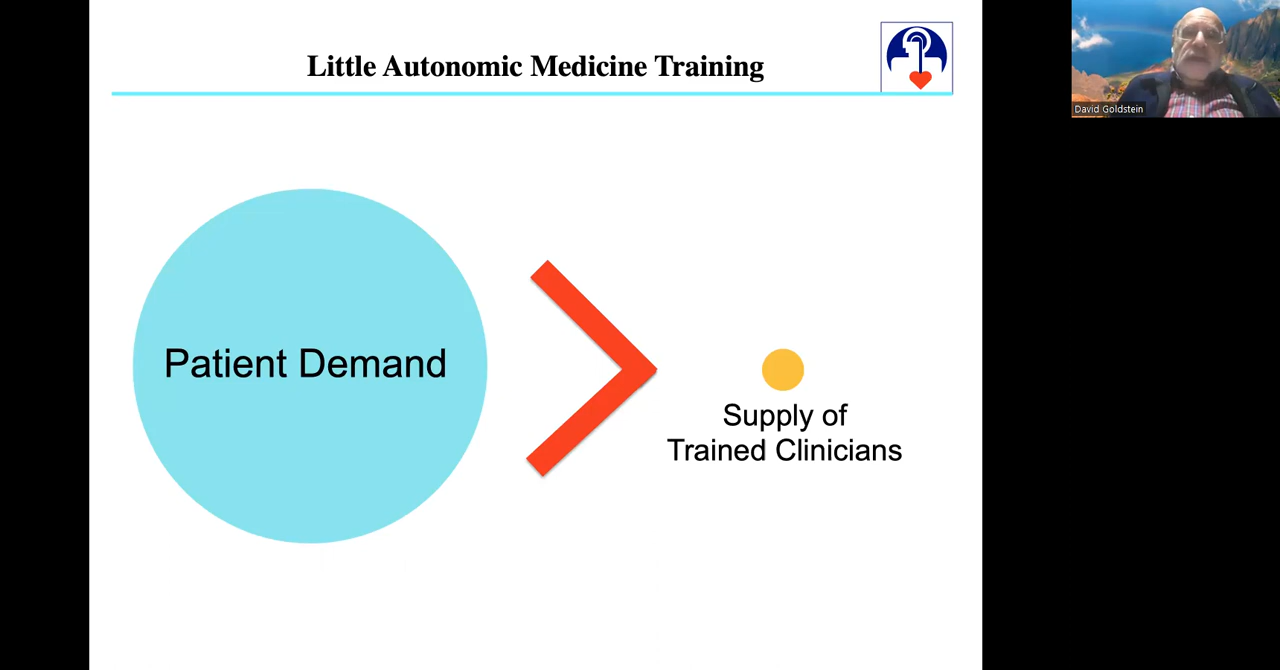 Little Autonomic Medicine Training
David Goldstein
Patient Demand
Supply of
Trained Clinicians